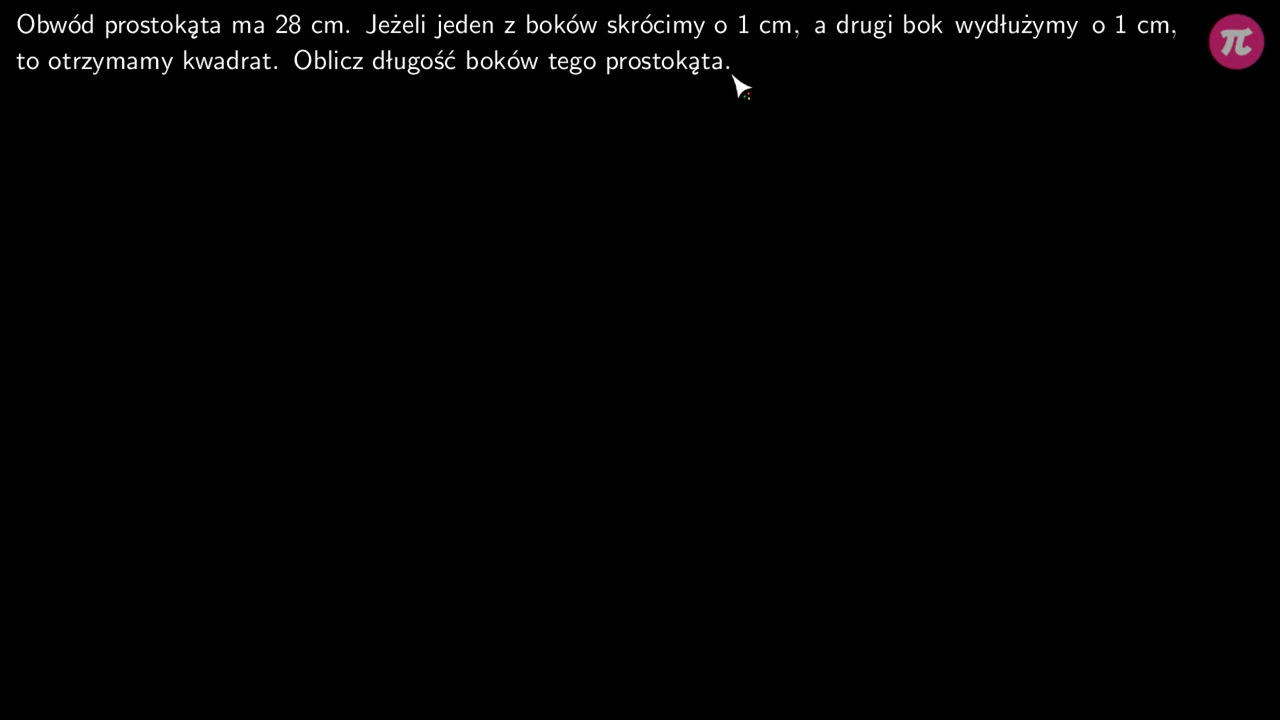 Obwód prostokąta ma 28 cm. Jeżeli jeden z boków skrócimy o 1 cm, a drugi bok wydłużymy o 1 cm,
to otrzymamy kwadrat. Oblicz długość boków tego prostokąta.
π